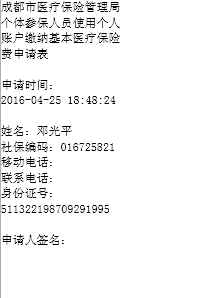 成都市医疗保险管理局
个体参保人员使用个人
账户缴纳基本医疗保险
费申请表
申请时间：
2016-04-25 18:48:24
姓名：邓光平
社保编码：016725821
移动电话：
联系电话：
身份证号：
511322198709291995
申请人签名：